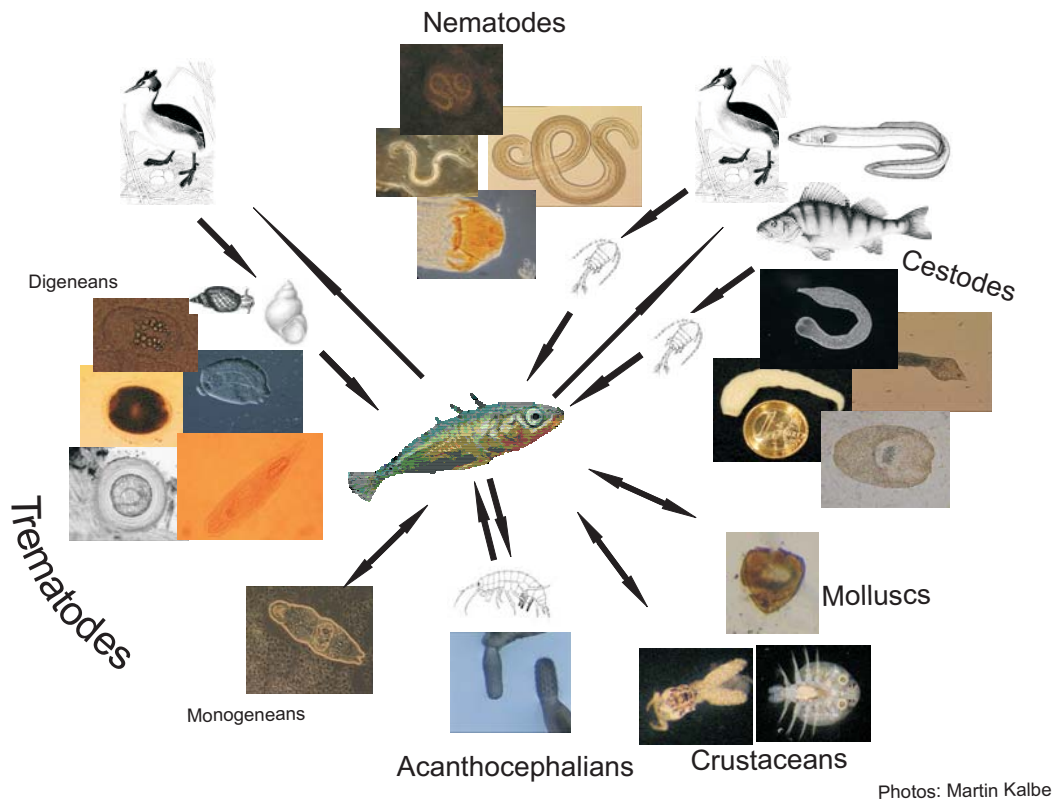 Nematodes
Digeneans
Cestodes
Trematodes
Molluscs
Monogeneans
Acanthocephalians
Crustaceans
Photos: Martin Kalbe